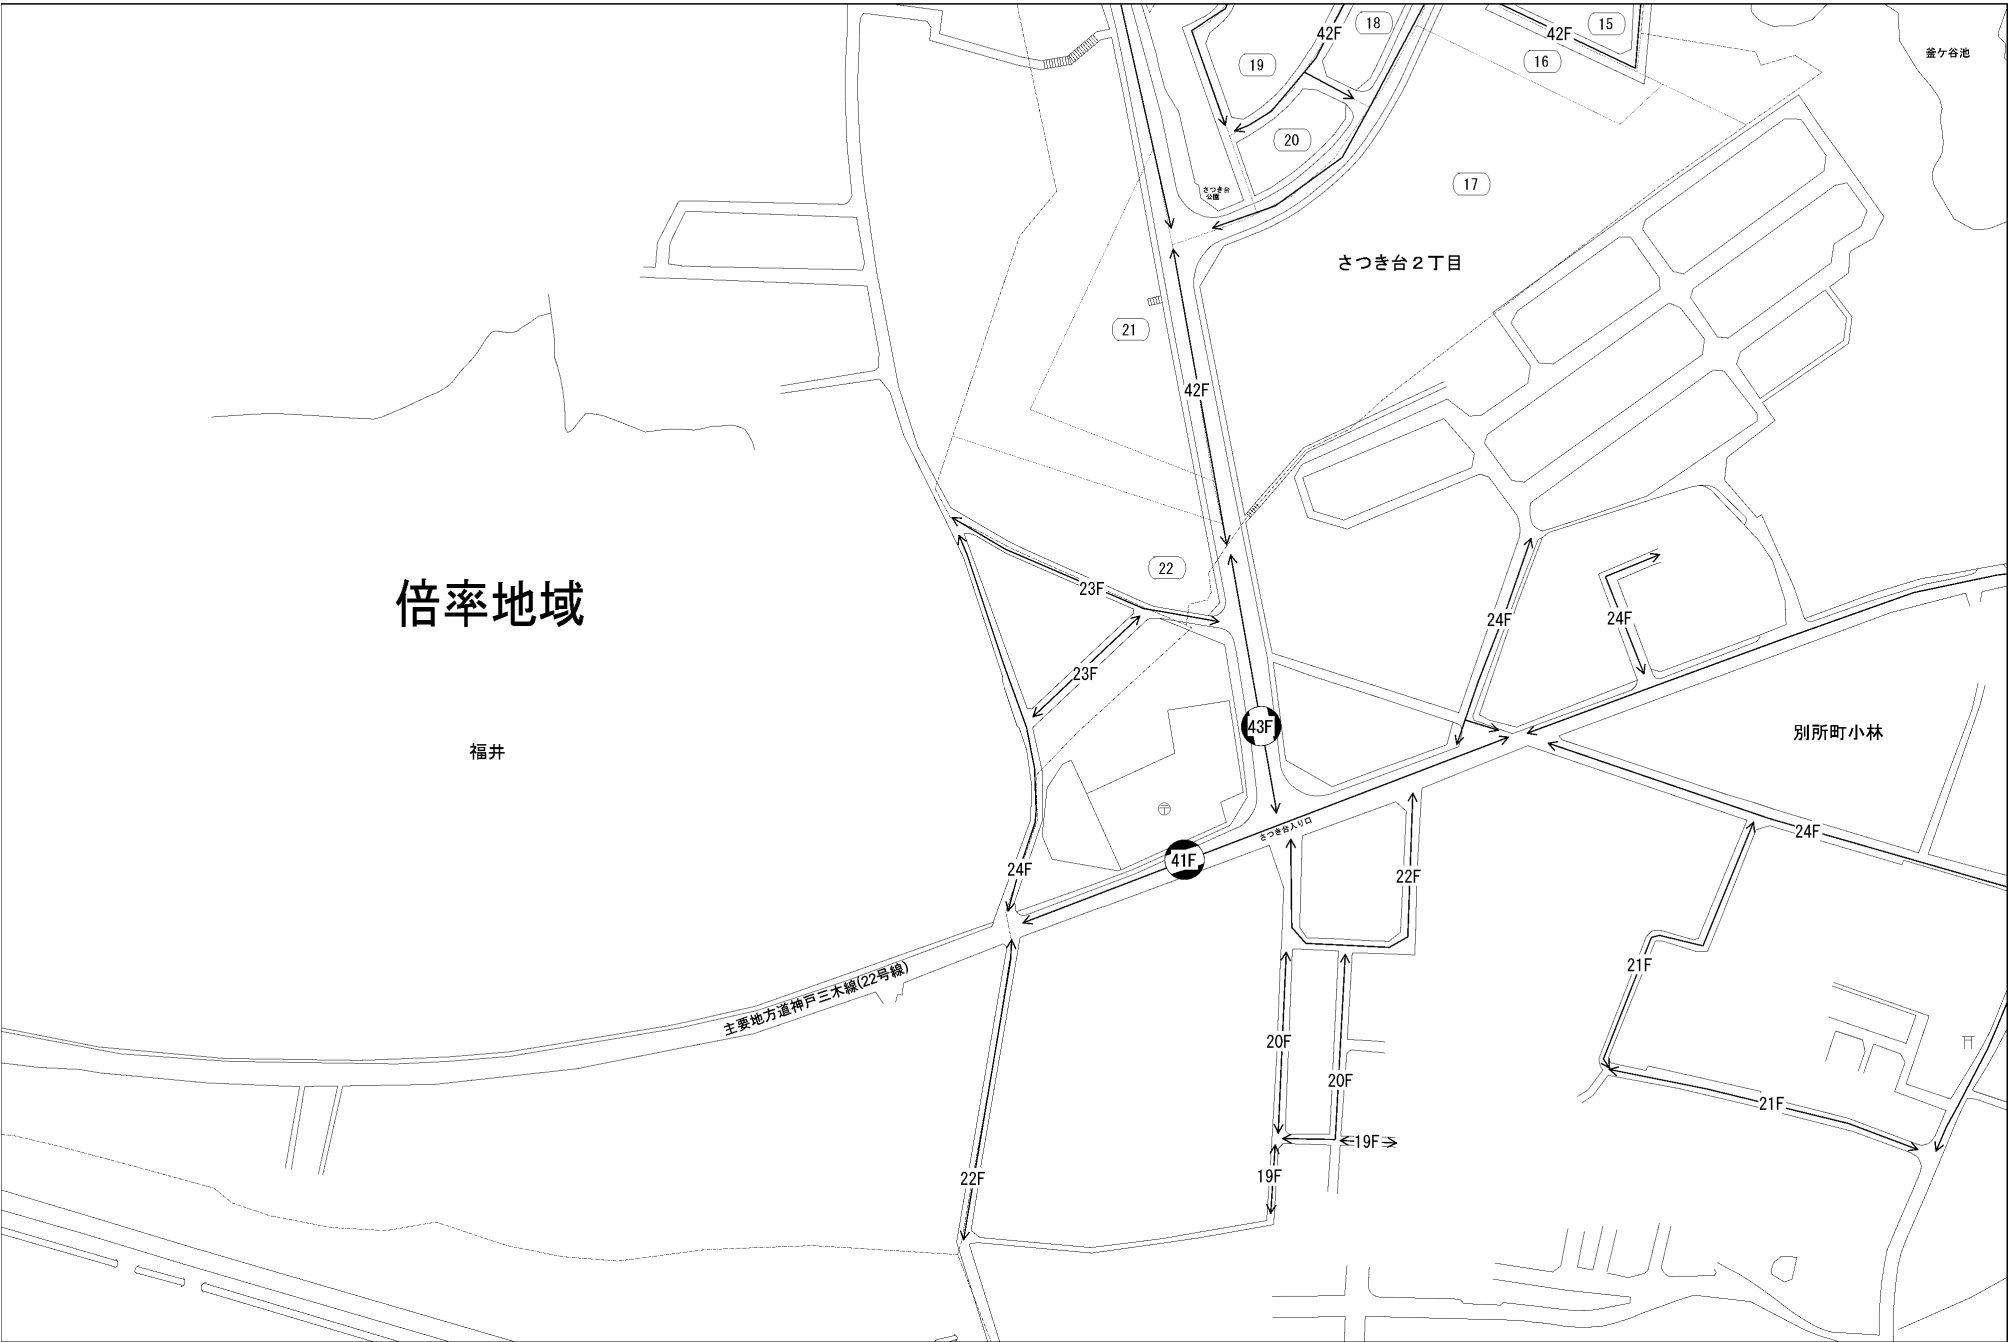 18
42F
15
42F
19
16
釜ケ谷池
20
17
さつき台
公園
さつき台2丁目
21
42F
22
23F
倍率地域
24F
24F
23F
43F
別所町小林
福井
〒
さつき台入り口
24F
41F
24F
22F
21F
主要地方道神戸三木線(22号線)
20F
20F
21F
19F
22F
19F